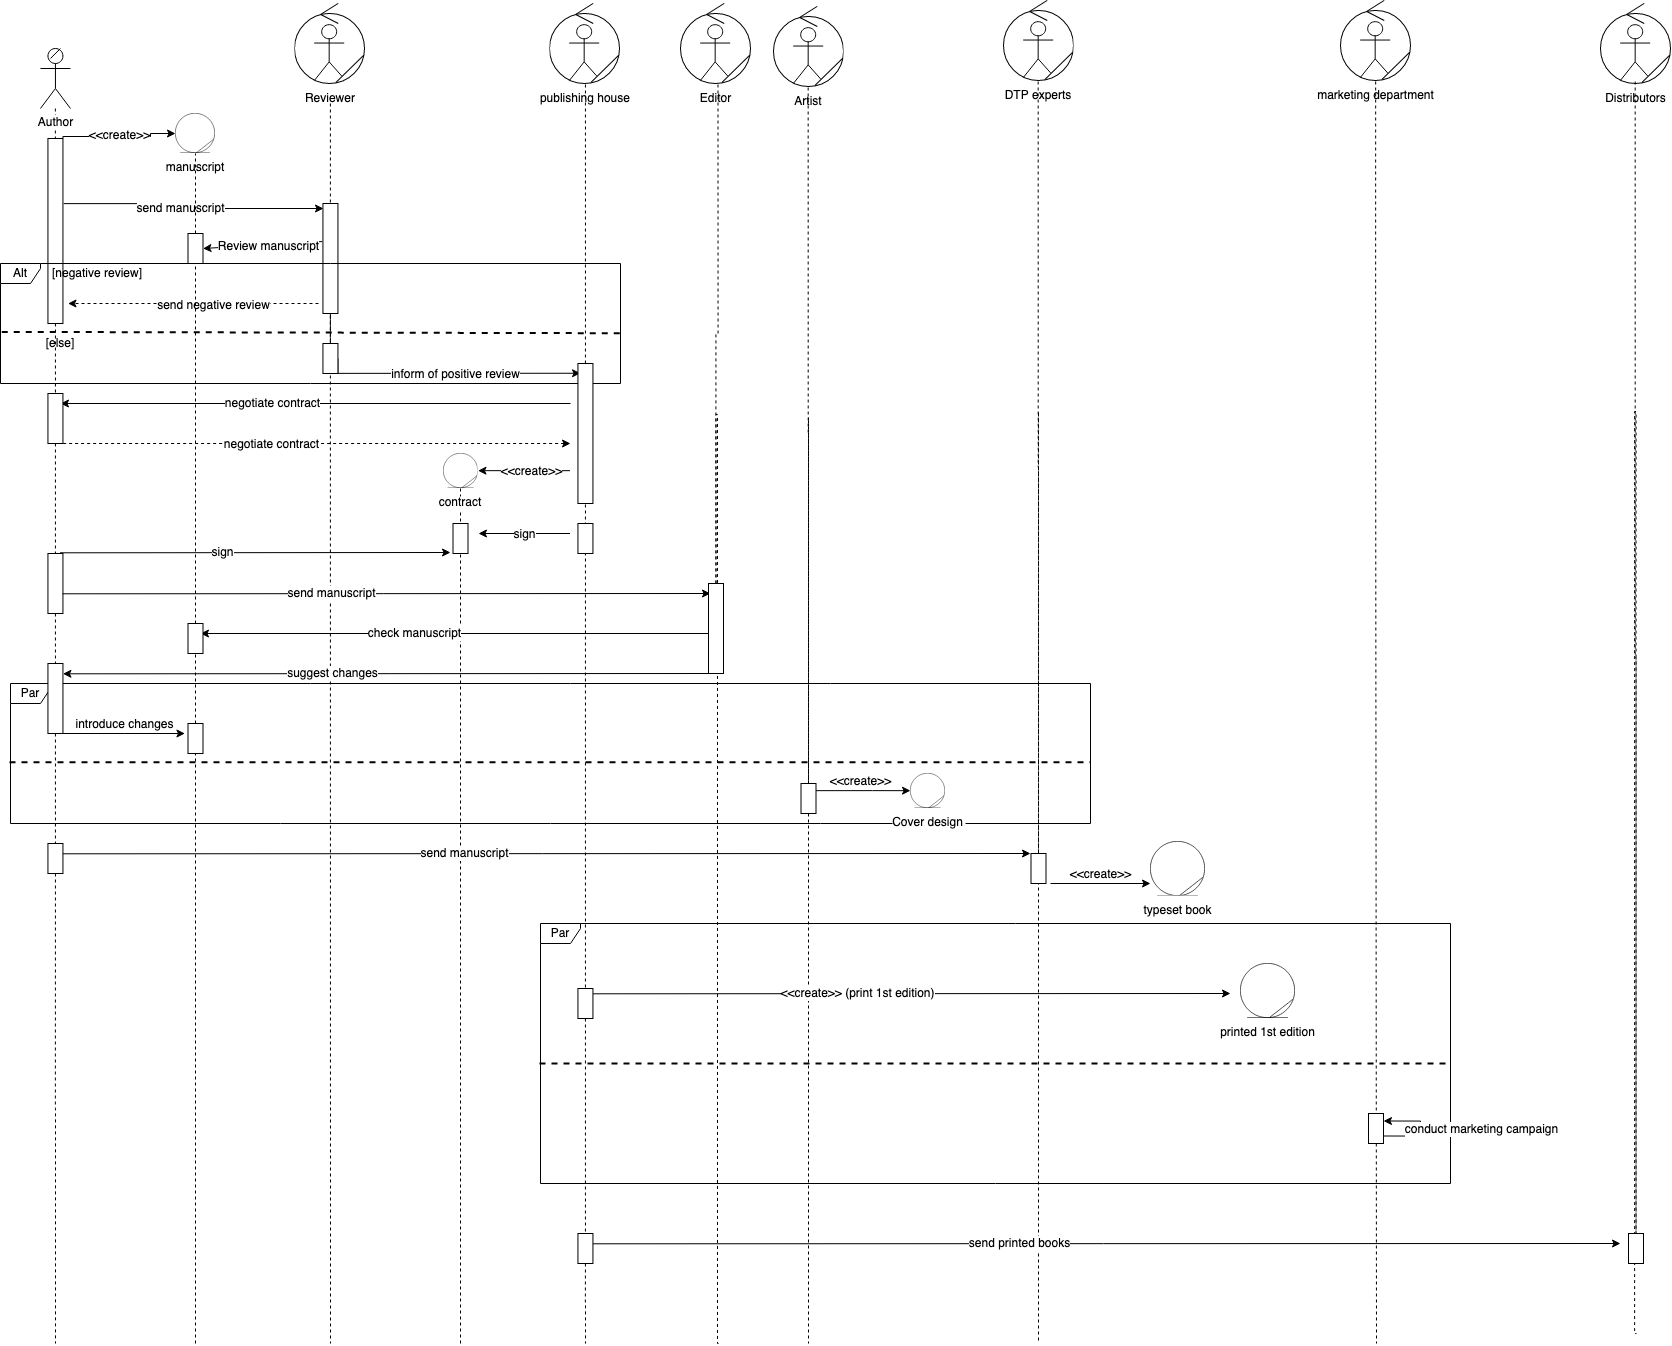 Reviewer
publishing house
Editor
Artist
DTP experts
marketing department
Distributors
Author
<<create>>
manuscript
send manuscript
Review manuscript
Alt
[negative review]
send negative review
[else]
inform of positive review
negotiate contract
negotiate contract
<<create>>
contract
sign
sign
send manuscript
check manuscript
suggest changes
Par
introduce changes
<<create>>
Cover design
send manuscript
<<create>>
typeset book
Par
<<create>> (print 1st edition)
printed 1st edition
conduct marketing campaign
send printed books